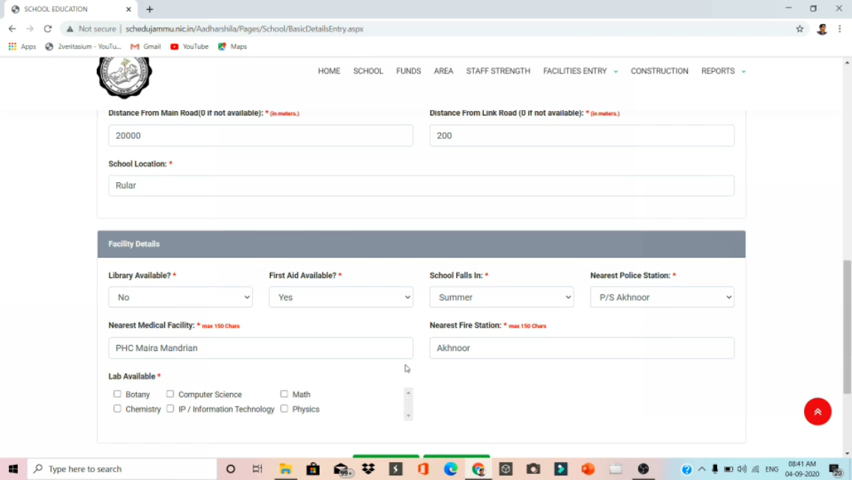 SCHOOL EDUCATION
Not secure | schedujammu.nic.in/Aadharshila/Pages/School/BasicDetailsEntry.aspx
Apps 2veritasium - YouTu... Gmail YouTube Maps
HOME SCHOOL FUNDS AREA STAFF STRENGTH FACILITIES ENTRY CONSTRUCTION REPORTS
Distance From Main Road(0 if not available): * (in meters.) Distance From Link Road (0 if not available): * (in meters.)
20000 200
School Location: *
Rular
Facility Details
Library Available? * First Aid Available? * School Falls In: * Nearest Police Station: *
No Yes Summer P/S Akhnoor
Nearest Medical Facility: * max 150 Chars Nearest Fire Station: * max 150 Chars
PHC Maira Mandrian Akhnoor
Lab Available *
Botany Computer Science Math
Chemistry IP / Information Technology Physics
Type here to search 99+ ENG 08:41 AM
04-09-2020